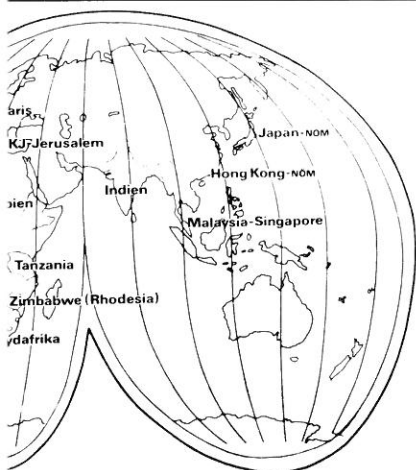 aris
KJ-Jerusalem
Japan-NOM
Hong Kong-NOM
Indien
bien
Malaysia-Singapore
Tanzania
Zimbabwe (Rhodesia)
ydafrika